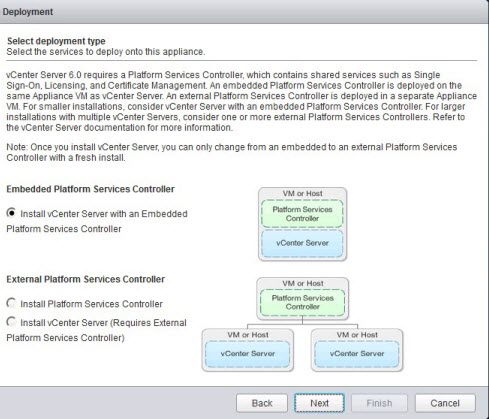 Deployment
Select deployment type
Select the services to deploy onto this appliance.
vCenter Server 6.0 requires a Platform Services Controller, which contains shared services such as Single
Sign-On, Licensing, and Certificate Management. An embedded Platform Services Controller is deployed on the
same Appliance VM as vCenter Server. An external Platform Services Controller is deployed in a separate Appliance
VM. For smaller installations, consider vCenter Server with an embedded Platform Services Controller. For larger
installations with multiple vCenter Servers, consider one or more external Platform Services Controllers. Refer to
the vCenter Server documentation for more information.
Note: Once you install vCenter Server, you can only change from an embedded to an external Platform Services
Controller with a fresh install.
Embedded Platform Services Controller
Install vCenter Server with an Embedded
Platform Services Controller
VM or Host
Platform Services
Controller
vCenter Server
External Platform Services Controller
Install Platform Services Controller
Install vCenter Server (Requires External
Platform Services Controller)
VM or Host
Platform Services
Controller
VM or Host
vCenter Server
VM or Host
vCenter Server
Back
Next
Finish
Cancel